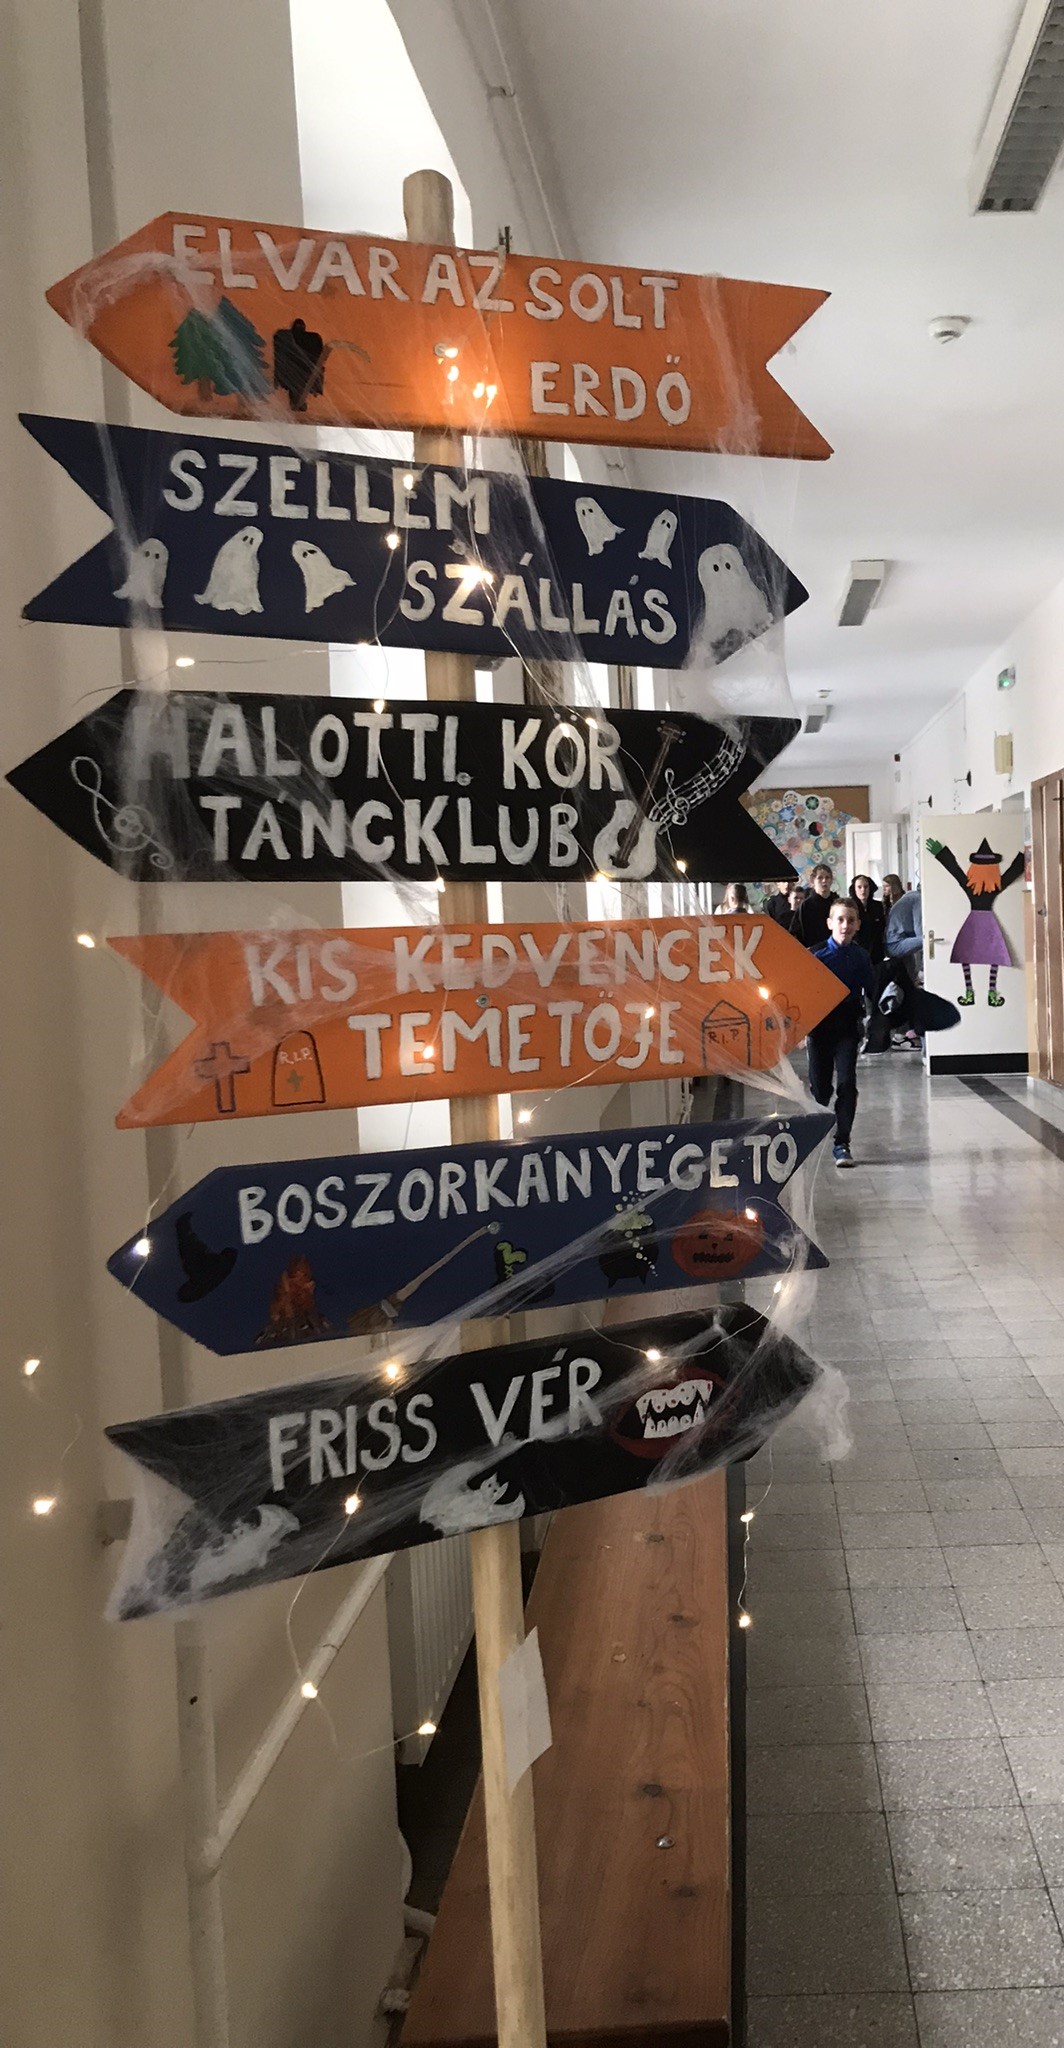 ELVARÁZSOLT
ERDŐ
SZELLEM
SZÁLLÁS
HALOTTI KÖR
TÁNCKLUB
KIS KEDVENCEK
TEMETŐJE
R.I.P.
R.I.P.
BOSZORKÁNYÉGETŐ
FRISS VÉR